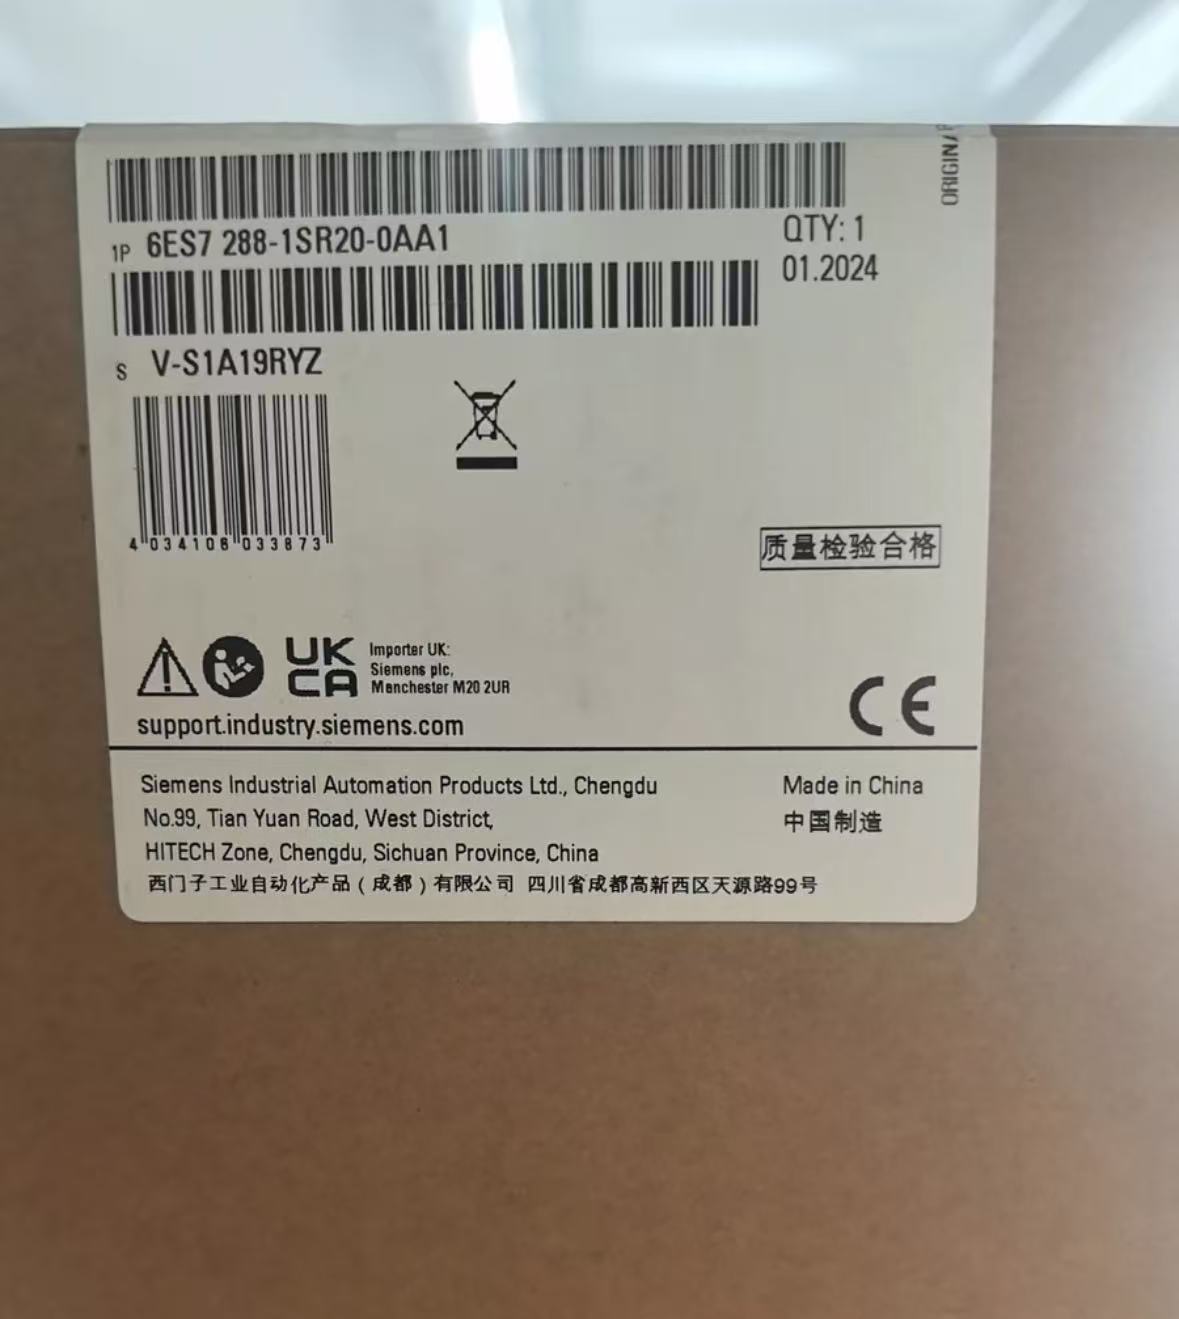 ORIGINA
1P 6ES7 288-1SR20-0AA1
QTY: 1
01.2024
S V-S1A19RYZ
4 034106 033873
质量检验合格
UK
CA
Importer UK:
Siemens plc,
Manchester M20 2UR
CE
support.industry.siemens.com
Siemens Industrial Automation Products Ltd., Chengdu
Made in China
No.99, Tian Yuan Road, West District,
中国制造
HITECH Zone, Chengdu, Sichuan Province, China
西门子工业自动化产品(成都)有限公司 四川省成都高新西区天源路99号